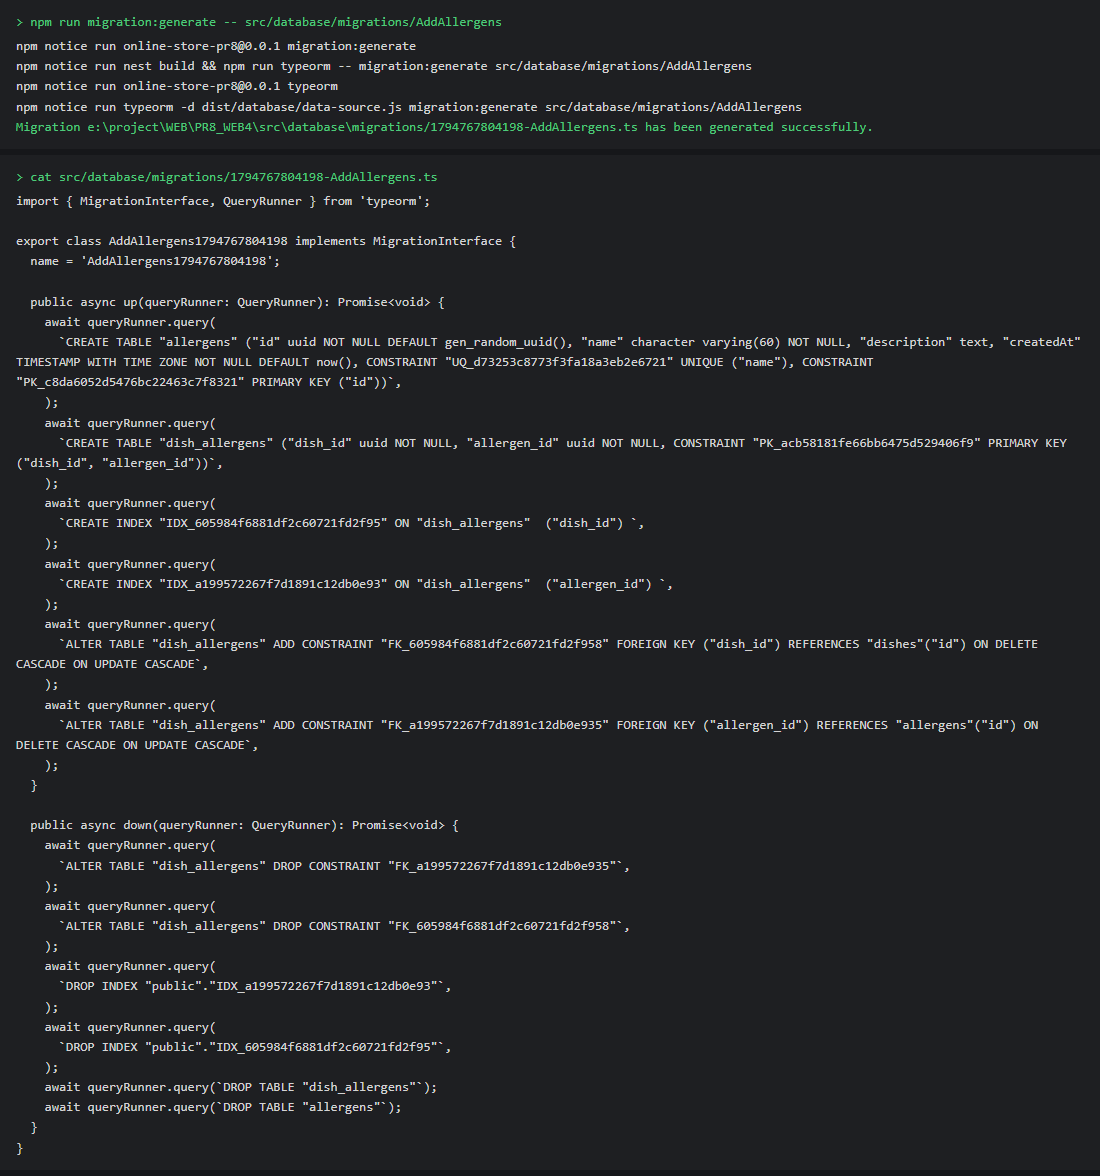 > npm run migration:generate -- src/database/migrations/AddAllergens
npm notice run online-store-pr8@0.0.1 migration:generate
npm notice run nest build && npm run typeorm -- migration:generate src/database/migrations/AddAllergens
npm notice run online-store-pr8@0.0.1 typeorm
npm notice run typeorm -d dist/database/data-source.js migration:generate src/database/migrations/AddAllergens
Migration e:\project\WEB\PR8_WEB4\src\database\migrations/1794767804198-AddAllergens.ts has been generated successfully.
> cat src/database/migrations/1794767804198-AddAllergens.ts
import { MigrationInterface, QueryRunner } from 'typeorm';
export class AddAllergens1794767804198 implements MigrationInterface {
name = 'AddAllergens1794767804198';
public async up(queryRunner: QueryRunner): Promise<void> {
await queryRunner.query(
`CREATE TABLE "allergens" ("id" uuid NOT NULL DEFAULT gen_random_uuid(), "name" character varying(60) NOT NULL, "description" text, "createdAt"
TIMESTAMP WITH TIME ZONE NOT NULL DEFAULT now(), CONSTRAINT "UQ_d73253c8773f3fa18a3eb2e6721" UNIQUE ("name"), CONSTRAINT
"PK_c8da6052d5476bc22463c7f8321" PRIMARY KEY ("id"))`,
);
await queryRunner.query(
`CREATE TABLE "dish_allergens" ("dish_id" uuid NOT NULL, "allergen_id" uuid NOT NULL, CONSTRAINT "PK_acb58181fe66bb6475d529406f9" PRIMARY KEY
("dish_id", "allergen_id"))`,
);
await queryRunner.query(
`CREATE INDEX "IDX_605984f6881df2c60721fd2f95" ON "dish_allergens"  ("dish_id") `,
);
await queryRunner.query(
`CREATE INDEX "IDX_a199572267f7d1891c12db0e93" ON "dish_allergens"  ("allergen_id") `,
);
await queryRunner.query(
`ALTER TABLE "dish_allergens" ADD CONSTRAINT "FK_605984f6881df2c60721fd2f958" FOREIGN KEY ("dish_id") REFERENCES "dishes"("id") ON DELETE
CASCADE ON UPDATE CASCADE`,
);
await queryRunner.query(
`ALTER TABLE "dish_allergens" ADD CONSTRAINT "FK_a199572267f7d1891c12db0e935" FOREIGN KEY ("allergen_id") REFERENCES "allergens"("id") ON
DELETE CASCADE ON UPDATE CASCADE`,
);
}
public async down(queryRunner: QueryRunner): Promise<void> {
await queryRunner.query(
`ALTER TABLE "dish_allergens" DROP CONSTRAINT "FK_a199572267f7d1891c12db0e935"`,
);
await queryRunner.query(
`ALTER TABLE "dish_allergens" DROP CONSTRAINT "FK_605984f6881df2c60721fd2f958"`,
);
await queryRunner.query(
`DROP INDEX "public"."IDX_a199572267f7d1891c12db0e93"`,
);
await queryRunner.query(
`DROP INDEX "public"."IDX_605984f6881df2c60721fd2f95"`,
);
await queryRunner.query(`DROP TABLE "dish_allergens"`);
await queryRunner.query(`DROP TABLE "allergens"`);
}
}